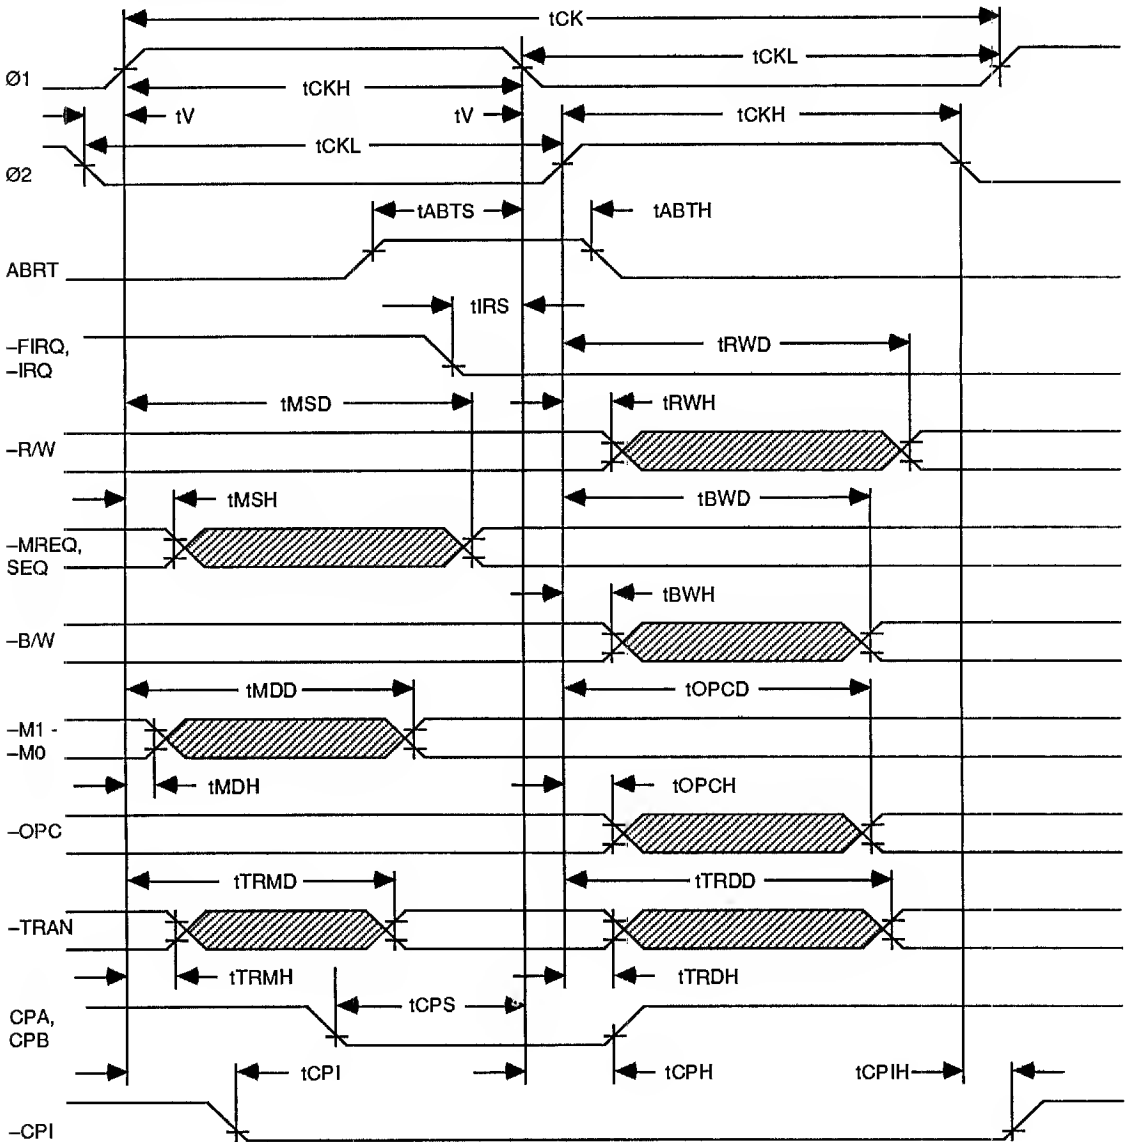 tCK
tCKL
Ø1
tCKH
tV
tV
tCKH
tCKL
Ø2
tABTS
tABTH
ABRT
tIRS
–FIRQ,
–IRQ
tRWD
tMSD
tRWH
–R/W
tMSH
tBWD
–MREQ,
SEQ
tBWH
–B/W
tMDD
tOPCD
–M1 -
–M0
tMDH
tOPCH
–OPC
tTRMD
tTRDD
–TRAN
tTRMH
tTRDH
tCPS
CPA,
CPB
tCPI
tCPH
tCPIH
–CPI